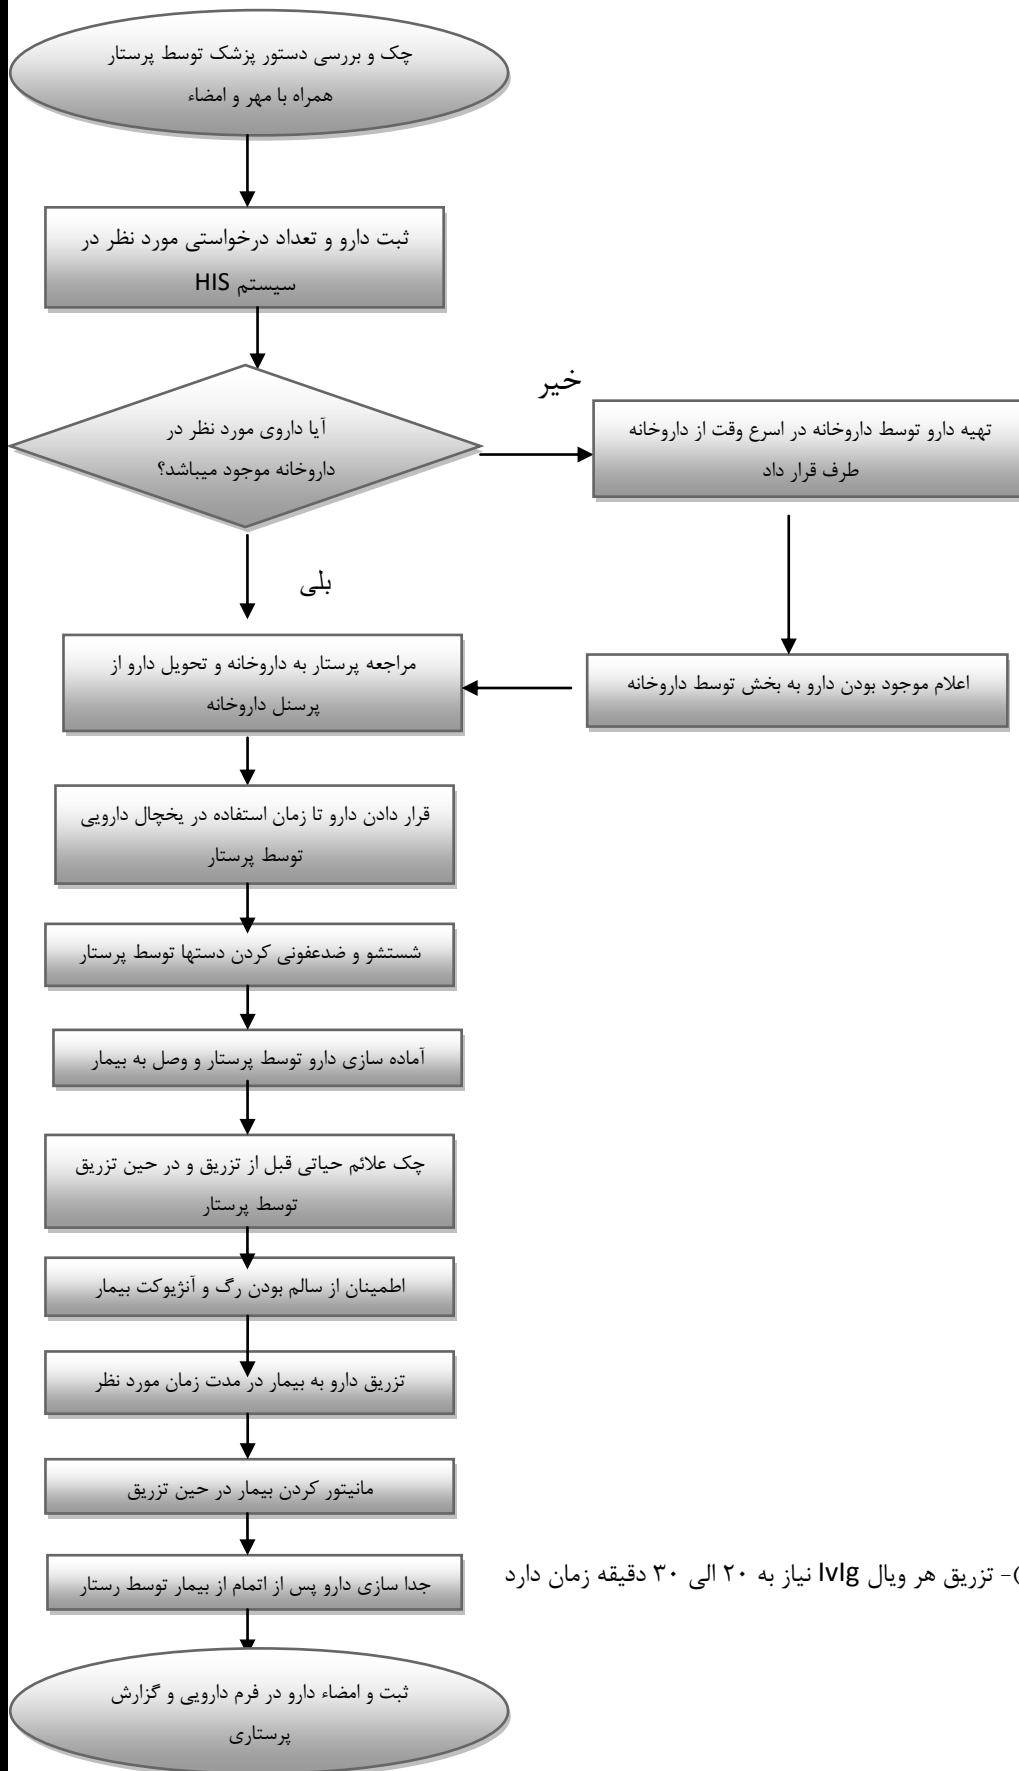 چک و بررسی دستور پزشک توسط پرستار
همراه با مهر و امضاء
ثبت دارو و تعداد درخواستی مورد نظر در
سیستم HIS
آیا داروی مورد نظر در
داروخانه موجود میباشد؟
خیر
تهیه دارو توسط داروخانه در اسرع وقت از داروخانه
طرف قرار داد
بلی
اعلام موجود بودن دارو به بخش توسط داروخانه
مراجعه پرستار به داروخانه و تحویل دارو از
پرسنل داروخانه
قرار دادن دارو تا زمان استفاده در یخچال دارویی
توسط پرستار
شستشو و ضدعفونی کردن دستها توسط پرستار
آماده سازی دارو توسط پرستار و وصل به بیمار
چک علائم حیاتی قبل از تزریق و در حین تزریق
توسط پرستار
اطمینان از سالم بودن رگ و آنژیوکت بیمار
تزریق دارو به بیمار در مدت زمان مورد نظر
مانیتور کردن بیمار در حین تزریق
جدا سازی دارو پس از اتمام از بیمار توسط رستار
- تزریق هر ویال IvIg نیاز به ۲۰ الی ۳۰ دقیقه زمان دارد
ثبت و امضاء دارو در فرم دارویی و گزارش
پرستاری